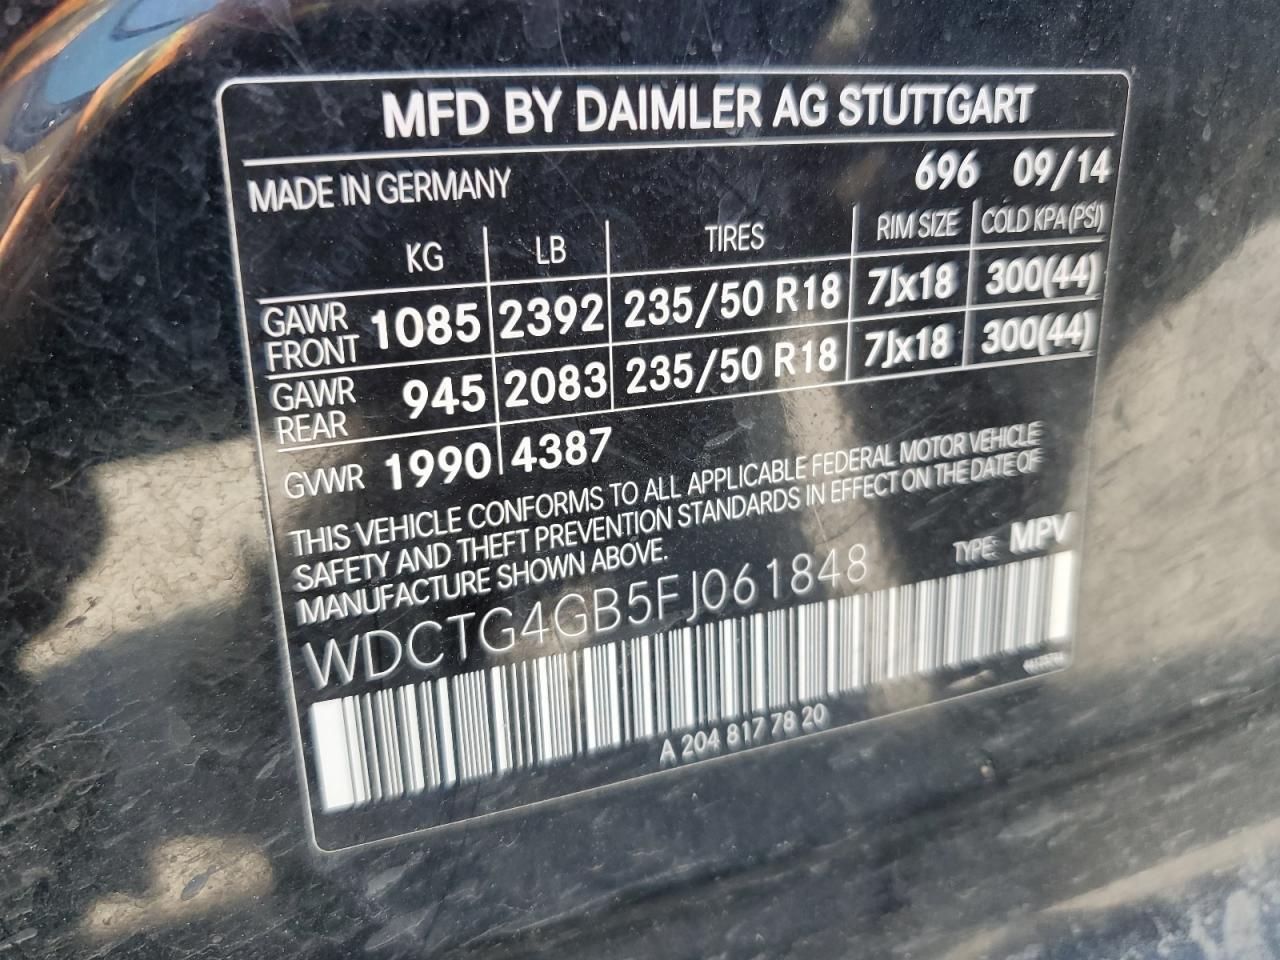 MFD BY DAIMLER AG STUTTGART
MADE IN GERMANY 696 09/14
KG LB TIRES RIM SIZE COLD KPA (PSI)
GAWR FRONT 1085 2392 235/50 R18 7Jx18 300(44)
GAWR REAR 945 2083 235/50 R18 7Jx18 300(44)
GVWR 1990 4387
THIS VEHICLE CONFORMS TO ALL APPLICABLE FEDERAL MOTOR VEHICLE
SAFETY AND THEFT PREVENTION STANDARDS IN EFFECT ON THE DATE OF
MANUFACTURE SHOWN ABOVE.
WDCTG4GB5FJ061848 TYPE: MPV
A 204 817 78 20